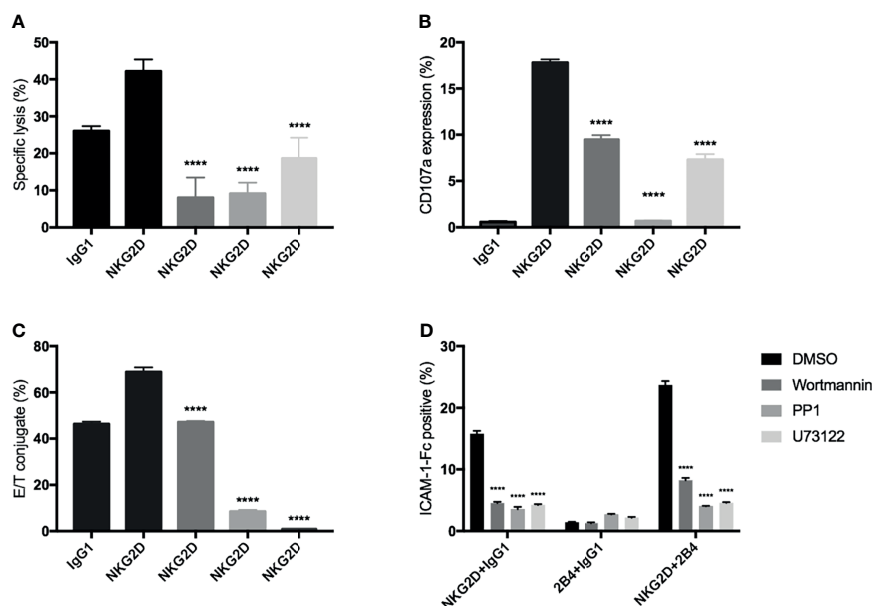 A
Specific lysis (%)
50
40
30
20
10
0
****
****
****
IgG1
NKG2D
NKG2D
NKG2D
NKG2D
B
CD107a expression (%)
20
15
10
5
0
****
****
****
IgG1
NKG2D
NKG2D
NKG2D
NKG2D
C
E/T conjugate (%)
80
60
40
20
0
****
****
****
IgG1
NKG2D
NKG2D
NKG2D
NKG2D
D
ICAM-1-Fc positive (%)
30
20
10
0
**** **** ****
**** **** ****
NKG2D+IgG1
2B4+IgG1
NKG2D+2B4
DMSO
Wortmannin
PP1
U73122